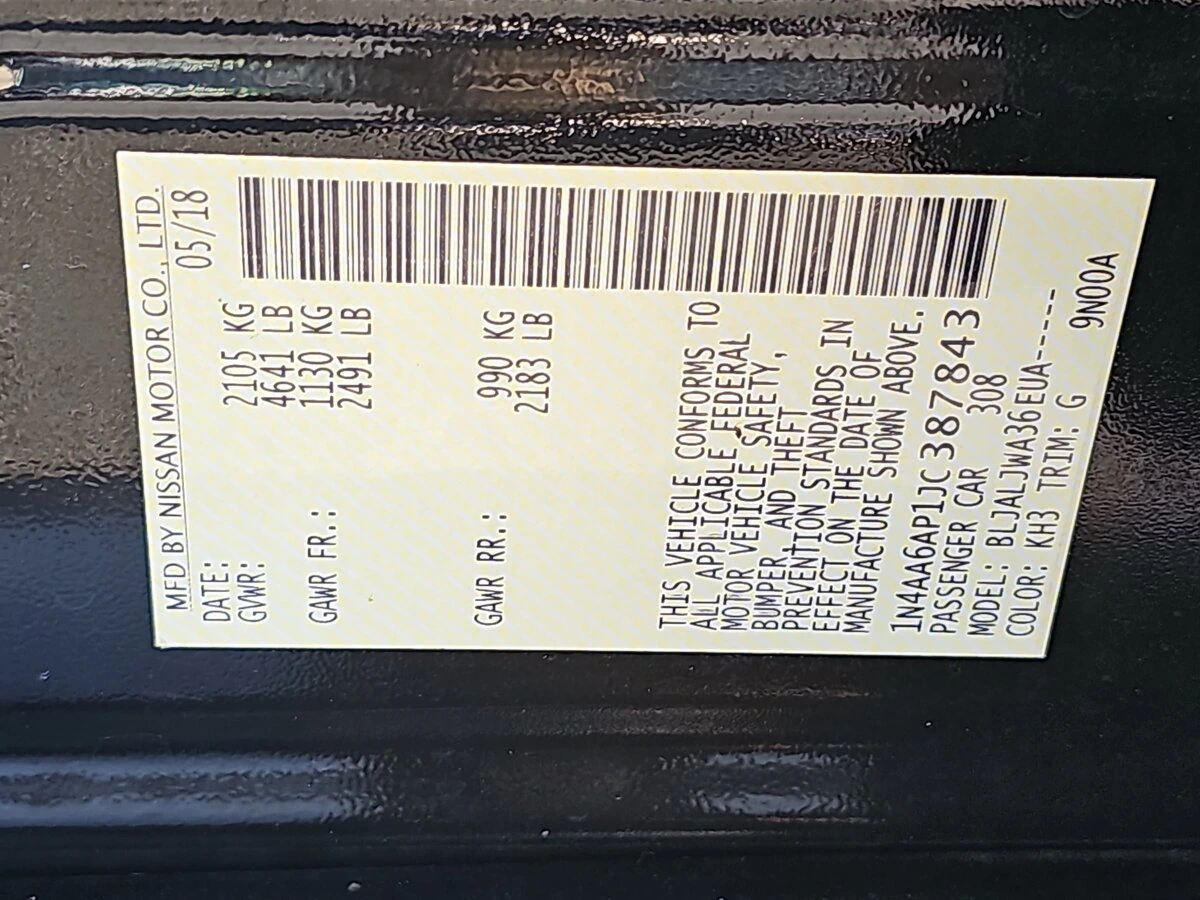 MFD BY NISSAN MOTOR CO., LTD.
DATE: 05/18
GVWR: 2105 KG
4641 LB
GAWR FR.: 1130 KG
2491 LB
GAWR RR.: 990 KG
2183 LB
THIS VEHICLE CONFORMS TO
ALL APPLICABLE FEDERAL
MOTOR VEHICLE SAFETY,
BUMPER, AND THEFT
PREVENTION STANDARDS IN
EFFECT ON THE DATE OF
MANUFACTURE SHOWN ABOVE.
1N4AA6AP1JC387843
PASSENGER CAR 308
MODEL: BLJALJWA36EUA-----
COLOR: KH3 TRIM: G 9N00A